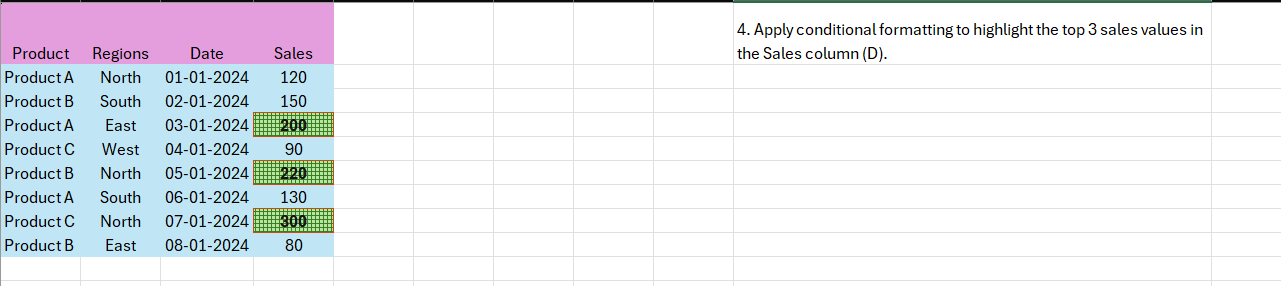 4. Apply conditional formatting to highlight the top 3 sales values in
the Sales column (D).
Product Regions Date Sales
Product A North 01-01-2024 120
Product B South 02-01-2024 150
Product A East 03-01-2024 200
Product C West 04-01-2024 90
Product B North 05-01-2024 220
Product A South 06-01-2024 130
Product C North 07-01-2024 300
Product B East 08-01-2024 80